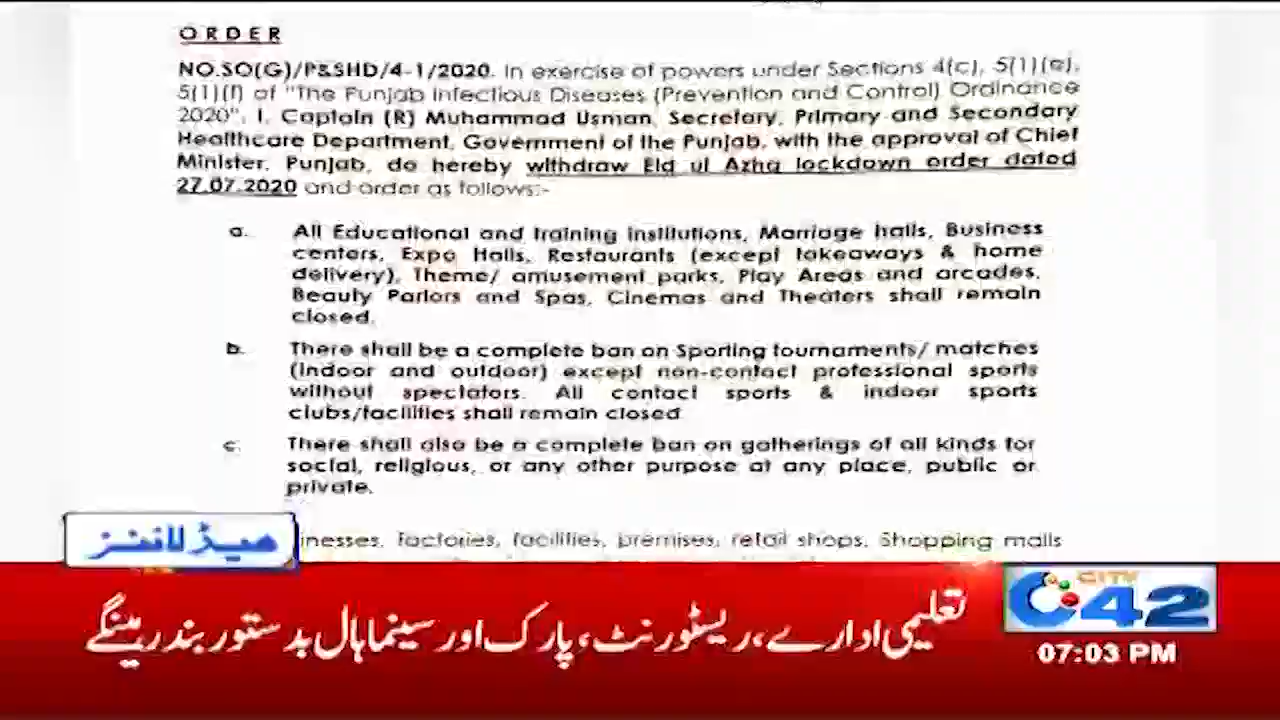 ORDER
NO.SO(G)/P&SHD/4-1/2020. In exercise of powers under Sections 4(c), 5(1)(e),
5(1)(f) of "The Punjab Infectious Diseases (Prevention and Control) Ordinance
2020", I, Captain (R) Muhammad Usman, Secretary, Primary and Secondary
Healthcare Department, Government of the Punjab, with the approval of Chief
Minister, Punjab, do hereby withdraw Eid ul Azha lockdown order dated
27.07.2020 and order as follows:-
a. All Educational and training institutions, Marriage halls, Business
centers, Expo Halls, Restaurants (except takeaways & home
delivery), Theme/ amusement parks, Play Areas and arcades,
Beauty Parlors and Spas, Cinemas and Theaters shall remain
closed.
b. There shall be a complete ban on Sporting tournaments/ matches
(indoor and outdoor) except non-contact professional sports
without spectators. All contact sports & indoor sports
clubs/facilities shall remain closed
c. There shall also be a complete ban on gatherings of all kinds for
social, religious, or any other purpose at any place, public or
private.
inesses, factories, facilities, premises, retail shops, Shopping malls
ہیڈ لائنز
تعلیمی ادارے، ریسٹورنٹ، پارک اور سینما ہال بدستور بند رہینگے
CITY
42
07:03 PM